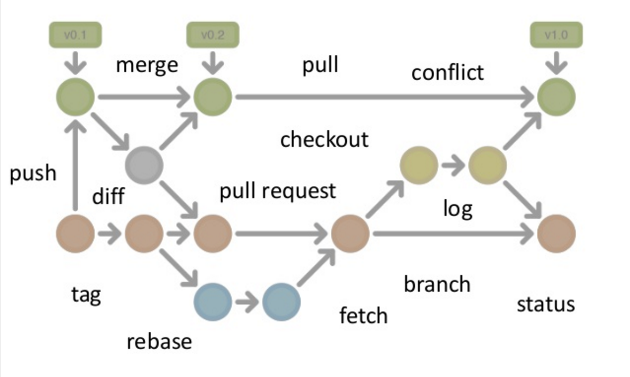 v0.1
v0.2
v1.0
merge
pull
conflict
checkout
push
diff
pull request
log
tag
branch
fetch
status
rebase